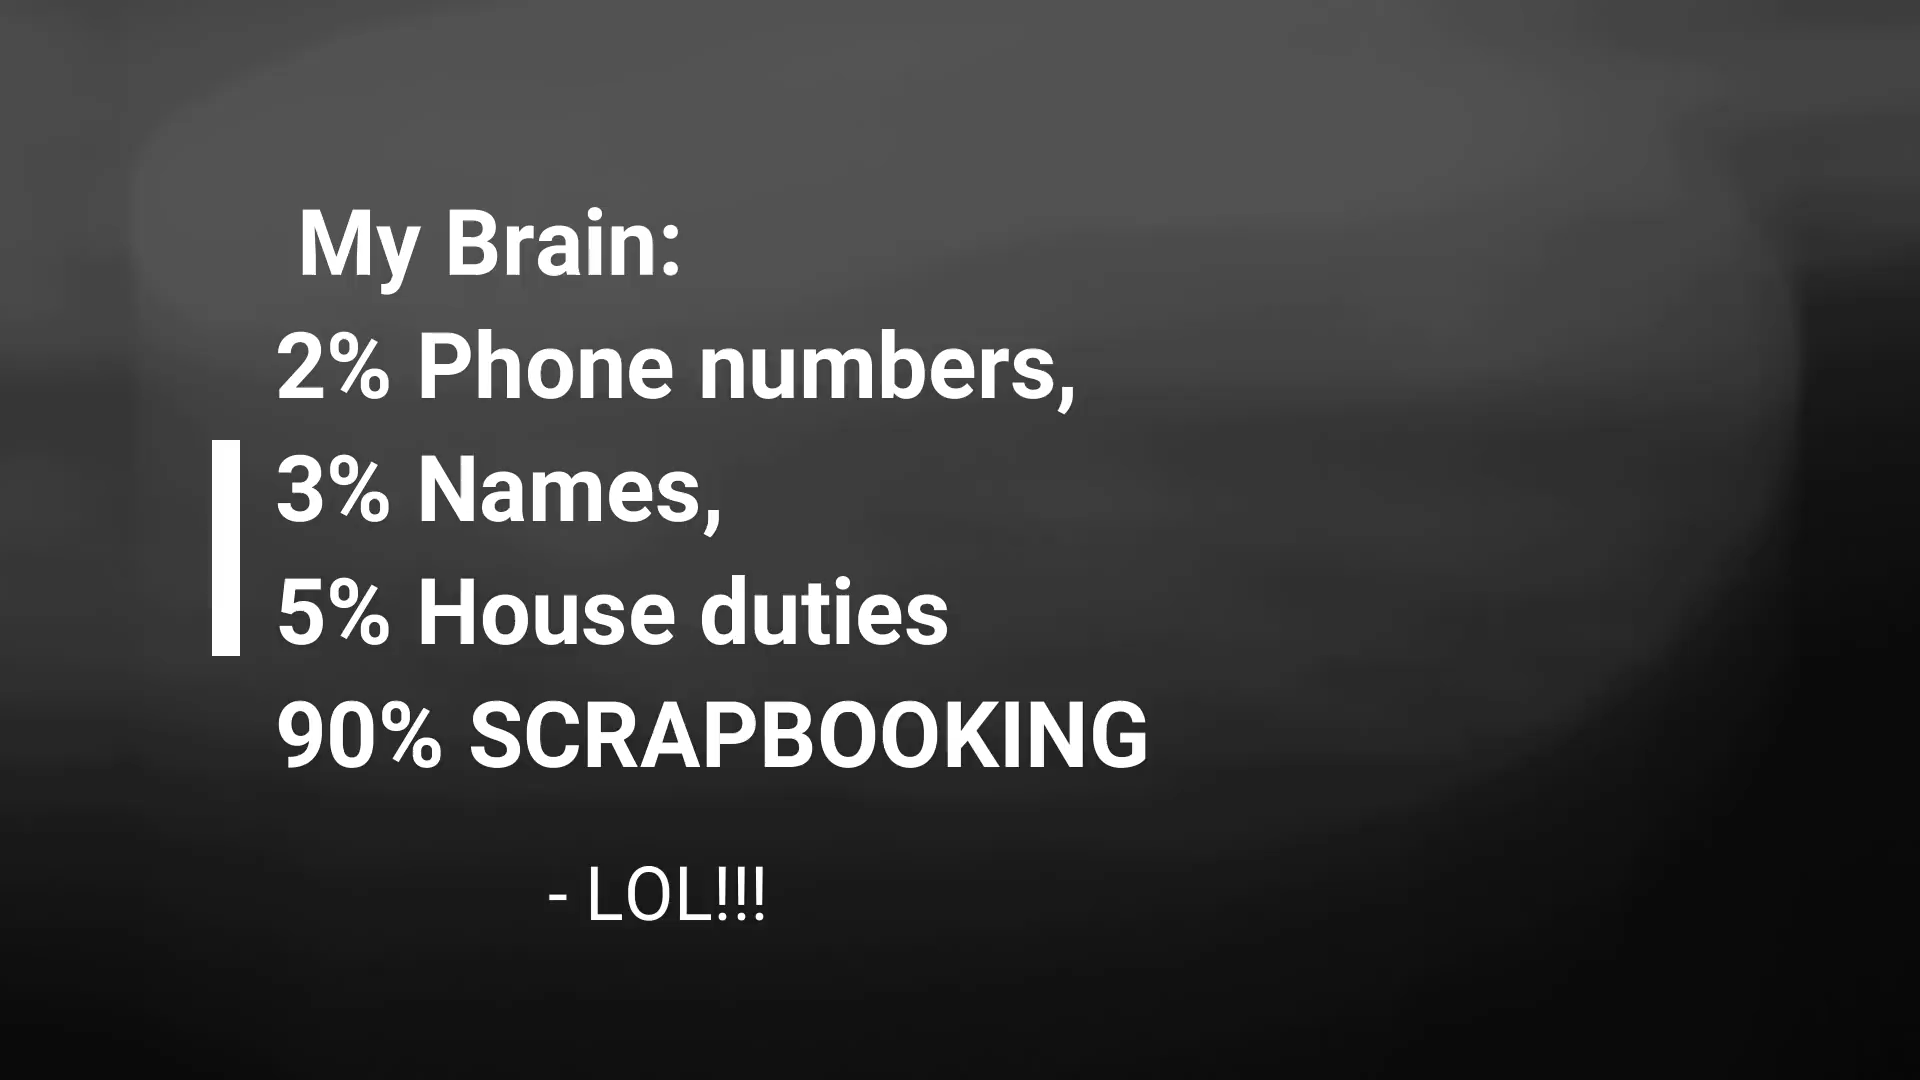 My Brain:
2% Phone numbers,
3% Names,
5% House duties
90% SCRAPBOOKING
- LOL!!!